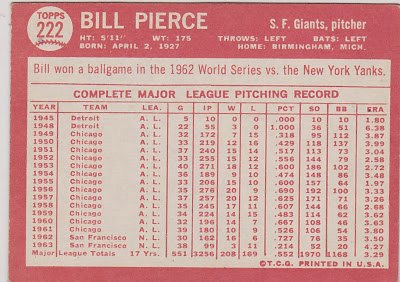 TOPPS
222
BILL PIERCE
S. F. Giants, pitcher
HT: 5'11" WT: 175 THROWS: LEFT BATS: LEFT
BORN: APRIL 2, 1927 HOME: BIRMINGHAM, MICH.
Bill won a ballgame in the 1962 World Series vs. the New York Yanks.
COMPLETE MAJOR LEAGUE PITCHING RECORD
YEAR TEAM LEA. G IP W L PCT SO BB ERA
1945 Detroit A. L. 5 10 0 0 .000 10 10 1.80
1948 Detroit A. L. 22 55 3 0 1.000 36 51 6.38
1949 Chicago A. L. 32 172 7 15 .318 95 112 3.87
1950 Chicago A. L. 33 219 12 16 .429 118 137 3.99
1951 Chicago A. L. 37 240 15 14 .517 113 73 3.04
1952 Chicago A. L. 33 255 15 12 .556 144 79 2.58
1953 Chicago A. L. 40 271 18 12 .600 186 102 2.72
1954 Chicago A. L. 36 189 9 10 .474 148 86 3.48
1955 Chicago A. L. 33 206 15 10 .600 157 64 1.97
1956 Chicago A. L. 35 276 20 9 .690 192 100 3.33
1957 Chicago A. L. 37 257 20 12 .625 171 71 3.26
1958 Chicago A. L. 35 245 17 11 .607 144 66 2.68
1959 Chicago A. L. 34 224 14 15 .483 114 62 3.62
1960 Chicago A. L. 32 196 14 7 .667 108 46 3.63
1961 Chicago A. L. 39 180 10 9 .526 106 54 3.80
1962 San Francisco N. L. 30 162 16 6 .727 76 35 3.50
1963 San Francisco N. L. 38 99 3 11 .214 52 20 4.27
Major League Totals 17 Yrs. 551 3256 208 169 .552 1970 1168 3.29
©T.C.G. PRINTED IN U.S.A.